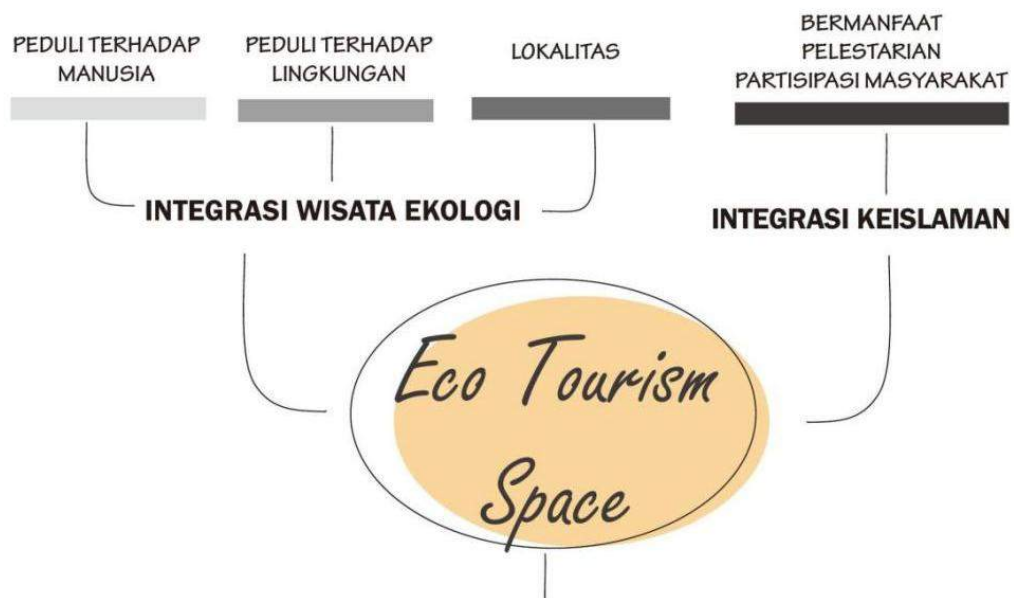 PEDULI TERHADAP
MANUSIA
PEDULI TERHADAP
LINGKUNGAN
LOKALITAS
BERMANFAAT
PELESTARIAN
PARTISIPASI MASYARAKAT
INTEGRASI WISATA EKOLOGI
INTEGRASI KEISLAMAN
Eco Tourism
Space